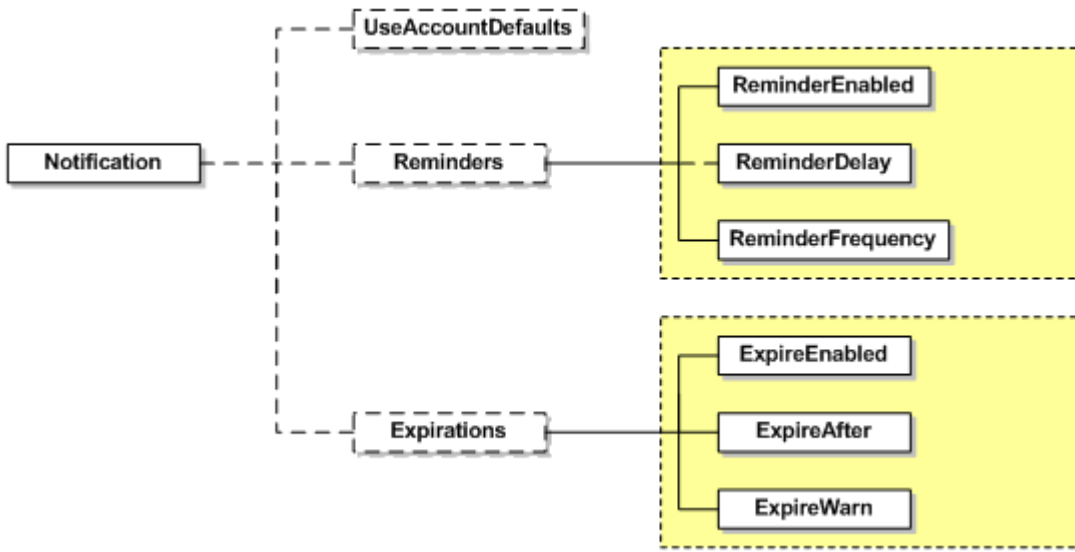 UseAccountDefaults
ReminderEnabled
Notification
Reminders
ReminderDelay
ReminderFrequency
ExpireEnabled
Expirations
ExpireAfter
ExpireWarn